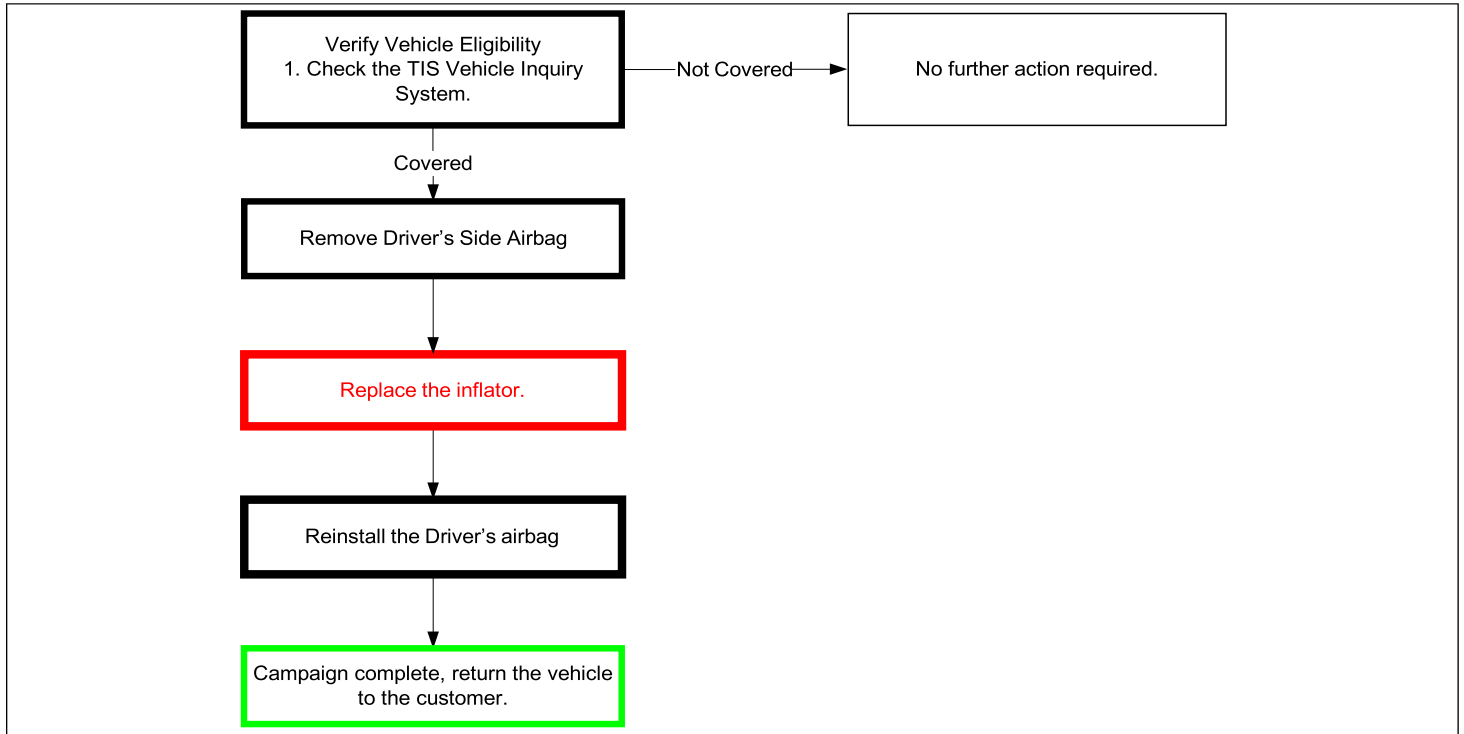 Verify Vehicle Eligibility
1. Check the TIS Vehicle Inquiry
System.
Not Covered
No further action required.
Covered
Remove Driver’s Side Airbag
Replace the inflator.
Reinstall the Driver’s airbag
Campaign complete, return the vehicle
to the customer.